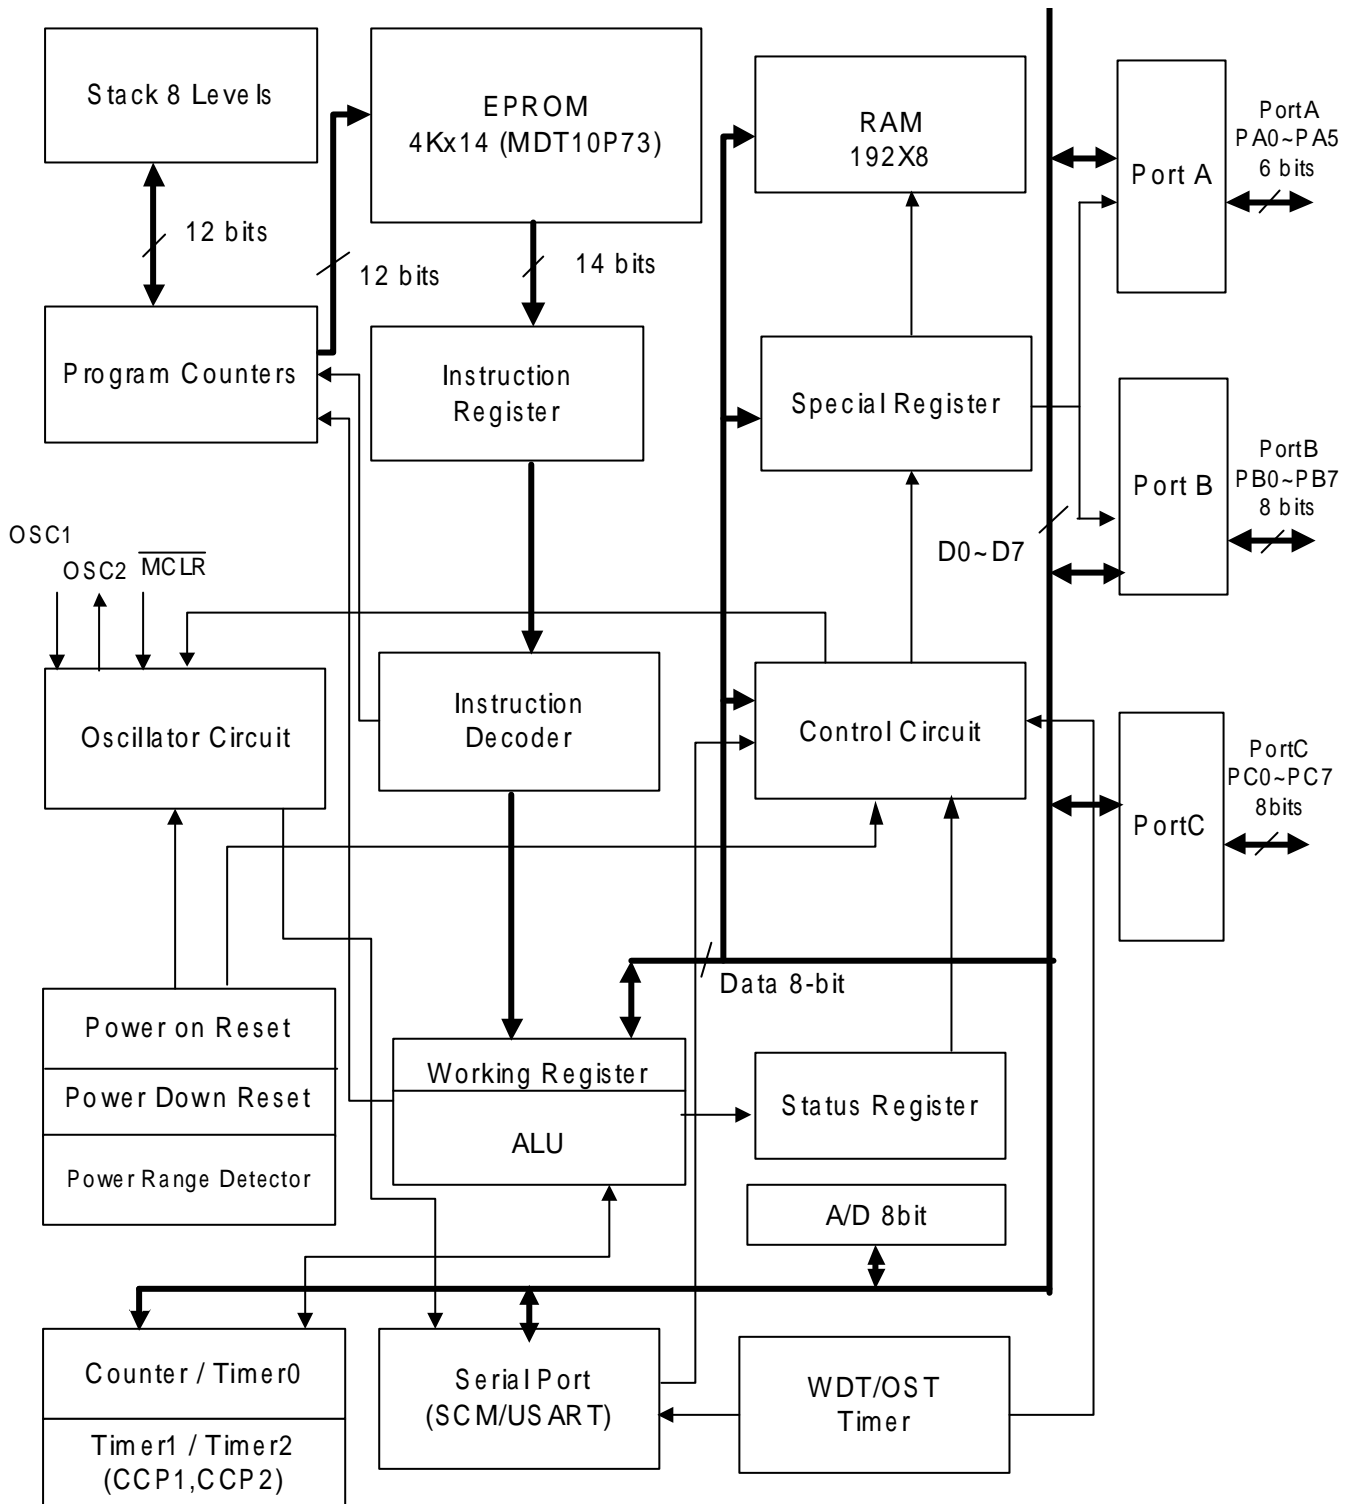 Stack 8 Levels
EPROM
4Kx14 (MDT10P73)
RAM
192X8
Port A
PortA
PA0~PA5
6 bits
12 bits
12 bits
14 bits
Program Counters
Instruction
Register
Special Register
Port B
PortB
PB0~PB7
8 bits
D0~D7
OSC1
OSC2
MCLR
Oscillator Circuit
Instruction
Decoder
Control Circuit
PortC
PortC
PC0~PC7
8bits
Data 8-bit
Power on Reset
Power Down Reset
Power Range Detector
Working Register
ALU
Status Register
A/D 8bit
Counter / Timer0
Timer1 / Timer2
(CCP1,CCP2)
Serial Port
(SCM/USART)
WDT/OST
Timer